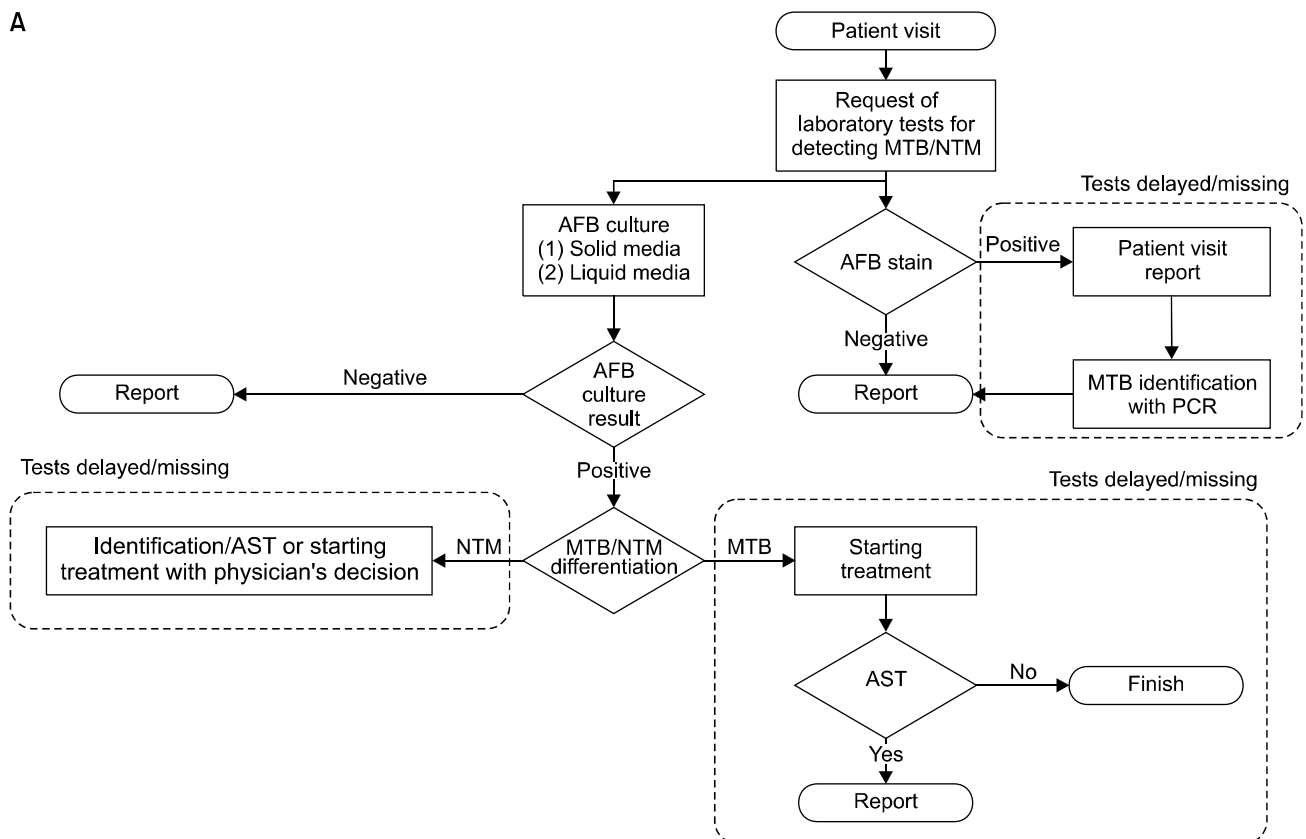 A
Patient visit
Request of
laboratory tests for
detecting MTB/NTM
Tests delayed/missing
AFB culture
(1) Solid media
(2) Liquid media
AFB stain
Positive
Patient visit
report
Negative
Report
MTB identification
with PCR
AFB
culture
result
Negative
Report
Positive
Tests delayed/missing
Tests delayed/missing
Identification/AST or starting
treatment with physician's decision
NTM
MTB/NTM
differentiation
MTB
Starting
treatment
AST
No
Finish
Yes
Report